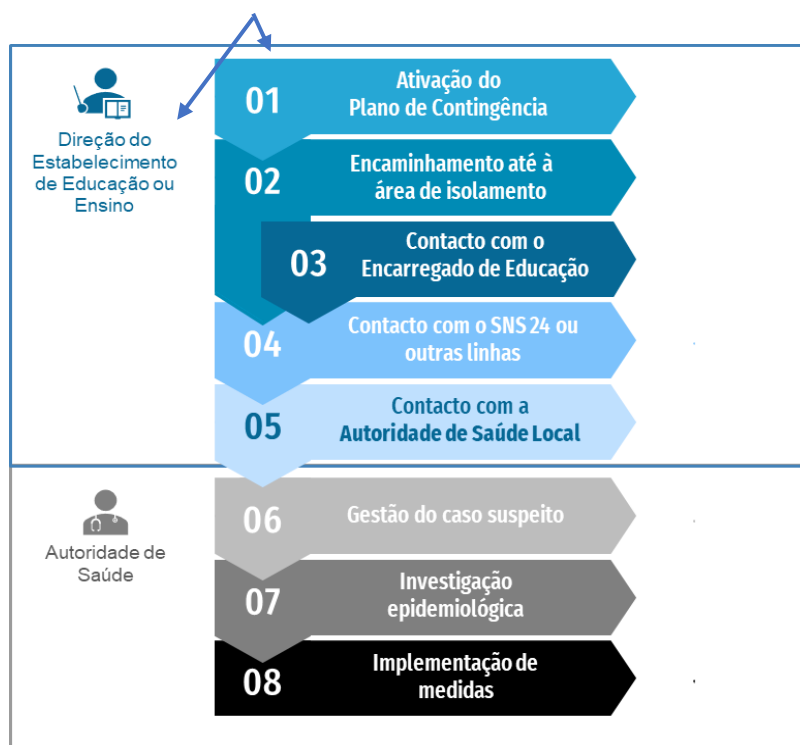 Direção do
Estabelecimento
de Educação ou
Ensino
01
Ativação do
Plano de Contingência
02
Encaminhamento até à
área de isolamento
03
Contacto com o
Encarregado de Educação
04
Contacto com o SNS 24 ou
outras linhas
05
Contacto com a
Autoridade de Saúde Local
Autoridade de
Saúde
06
Gestão do caso suspeito
07
Investigação
epidemiológica
08
Implementação de
medidas